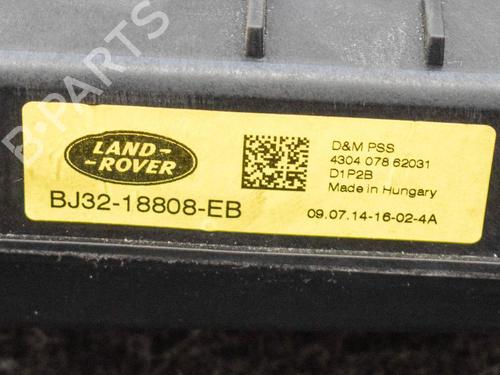 B-PARTS
LAND-
-ROVER
BJ32-18808-EB
D&M PSS
4304 078 62031
D1P2B
Made in Hungary
09.07.14-16-02-4A